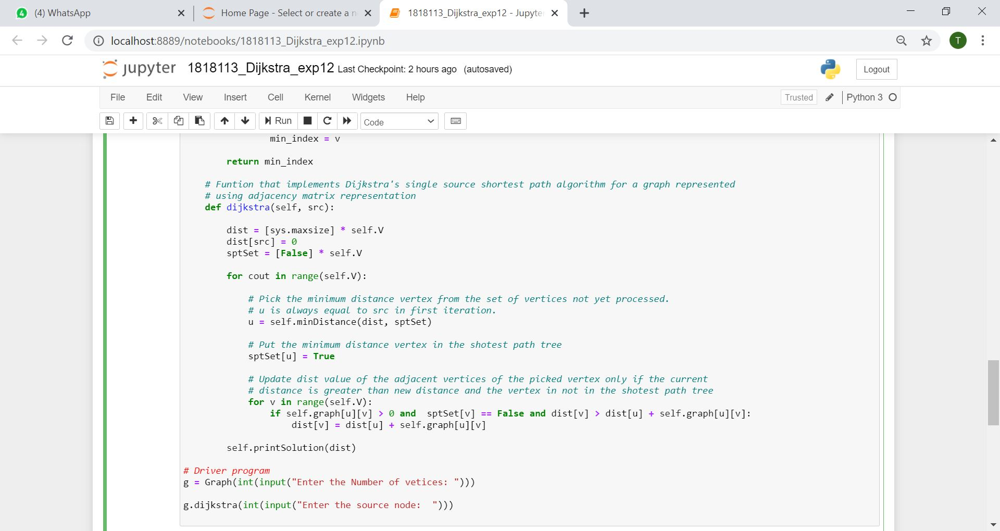 4 (4) WhatsApp
Home Page - Select or create a n
1818113_Dijkstra_exp12 - Jupyte
localhost:8889/notebooks/1818113_Dijkstra_exp12.ipynb
T
jupyter 1818113_Dijkstra_exp12 Last Checkpoint: 2 hours ago (autosaved)
Logout
File Edit View Insert Cell Kernel Widgets Help
Trusted Python 3
Run Code
min_index = v
return min_index
# Funtion that implements Dijkstra's single source shortest path algorithm for a graph represented
# using adjacency matrix representation
def dijkstra(self, src):
dist = [sys.maxsize] * self.V
dist[src] = 0
sptSet = [False] * self.V
for cout in range(self.V):
# Pick the minimum distance vertex from the set of vertices not yet processed.
# u is always equal to src in first iteration.
u = self.minDistance(dist, sptSet)
# Put the minimum distance vertex in the shotest path tree
sptSet[u] = True
# Update dist value of the adjacent vertices of the picked vertex only if the current
# distance is greater than new distance and the vertex in not in the shotest path tree
for v in range(self.V):
if self.graph[u][v] > 0 and  sptSet[v] == False and dist[v] > dist[u] + self.graph[u][v]:
dist[v] = dist[u] + self.graph[u][v]
self.printSolution(dist)
# Driver program
g = Graph(int(input("Enter the Number of vetices: ")))
g.dijkstra(int(input("Enter the source node:  ")))